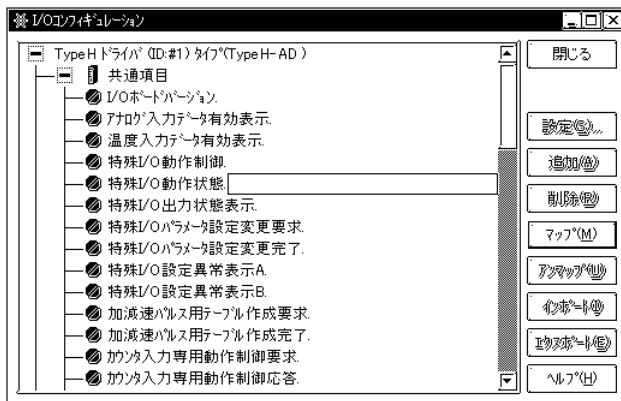 I/Oコンフィギュレーション
TypeHドライバ(ID:#1) タイプ(TypeH-AD)
共通項目
I/Oボードバージョン.
アナログ入力データ有効表示.
温度入力データ有効表示.
特殊I/O動作制御.
特殊I/O動作状態.
特殊I/O出力状態表示.
特殊I/Oパラメータ設定変更要求.
特殊I/Oパラメータ設定変更完了.
特殊I/O設定異常表示A.
特殊I/O設定異常表示B.
加減速パルス用テーブル作成要求.
加減速パルス用テーブル作成完了.
カウンタ入力専用動作制御要求.
カウンタ入力専用動作制御応答.
閉じる
設定(S)...
追加(A)
削除(R)
マップ(M)
アンマップ(U)
インポート(I)
エクスポート(E)
ヘルプ(H)